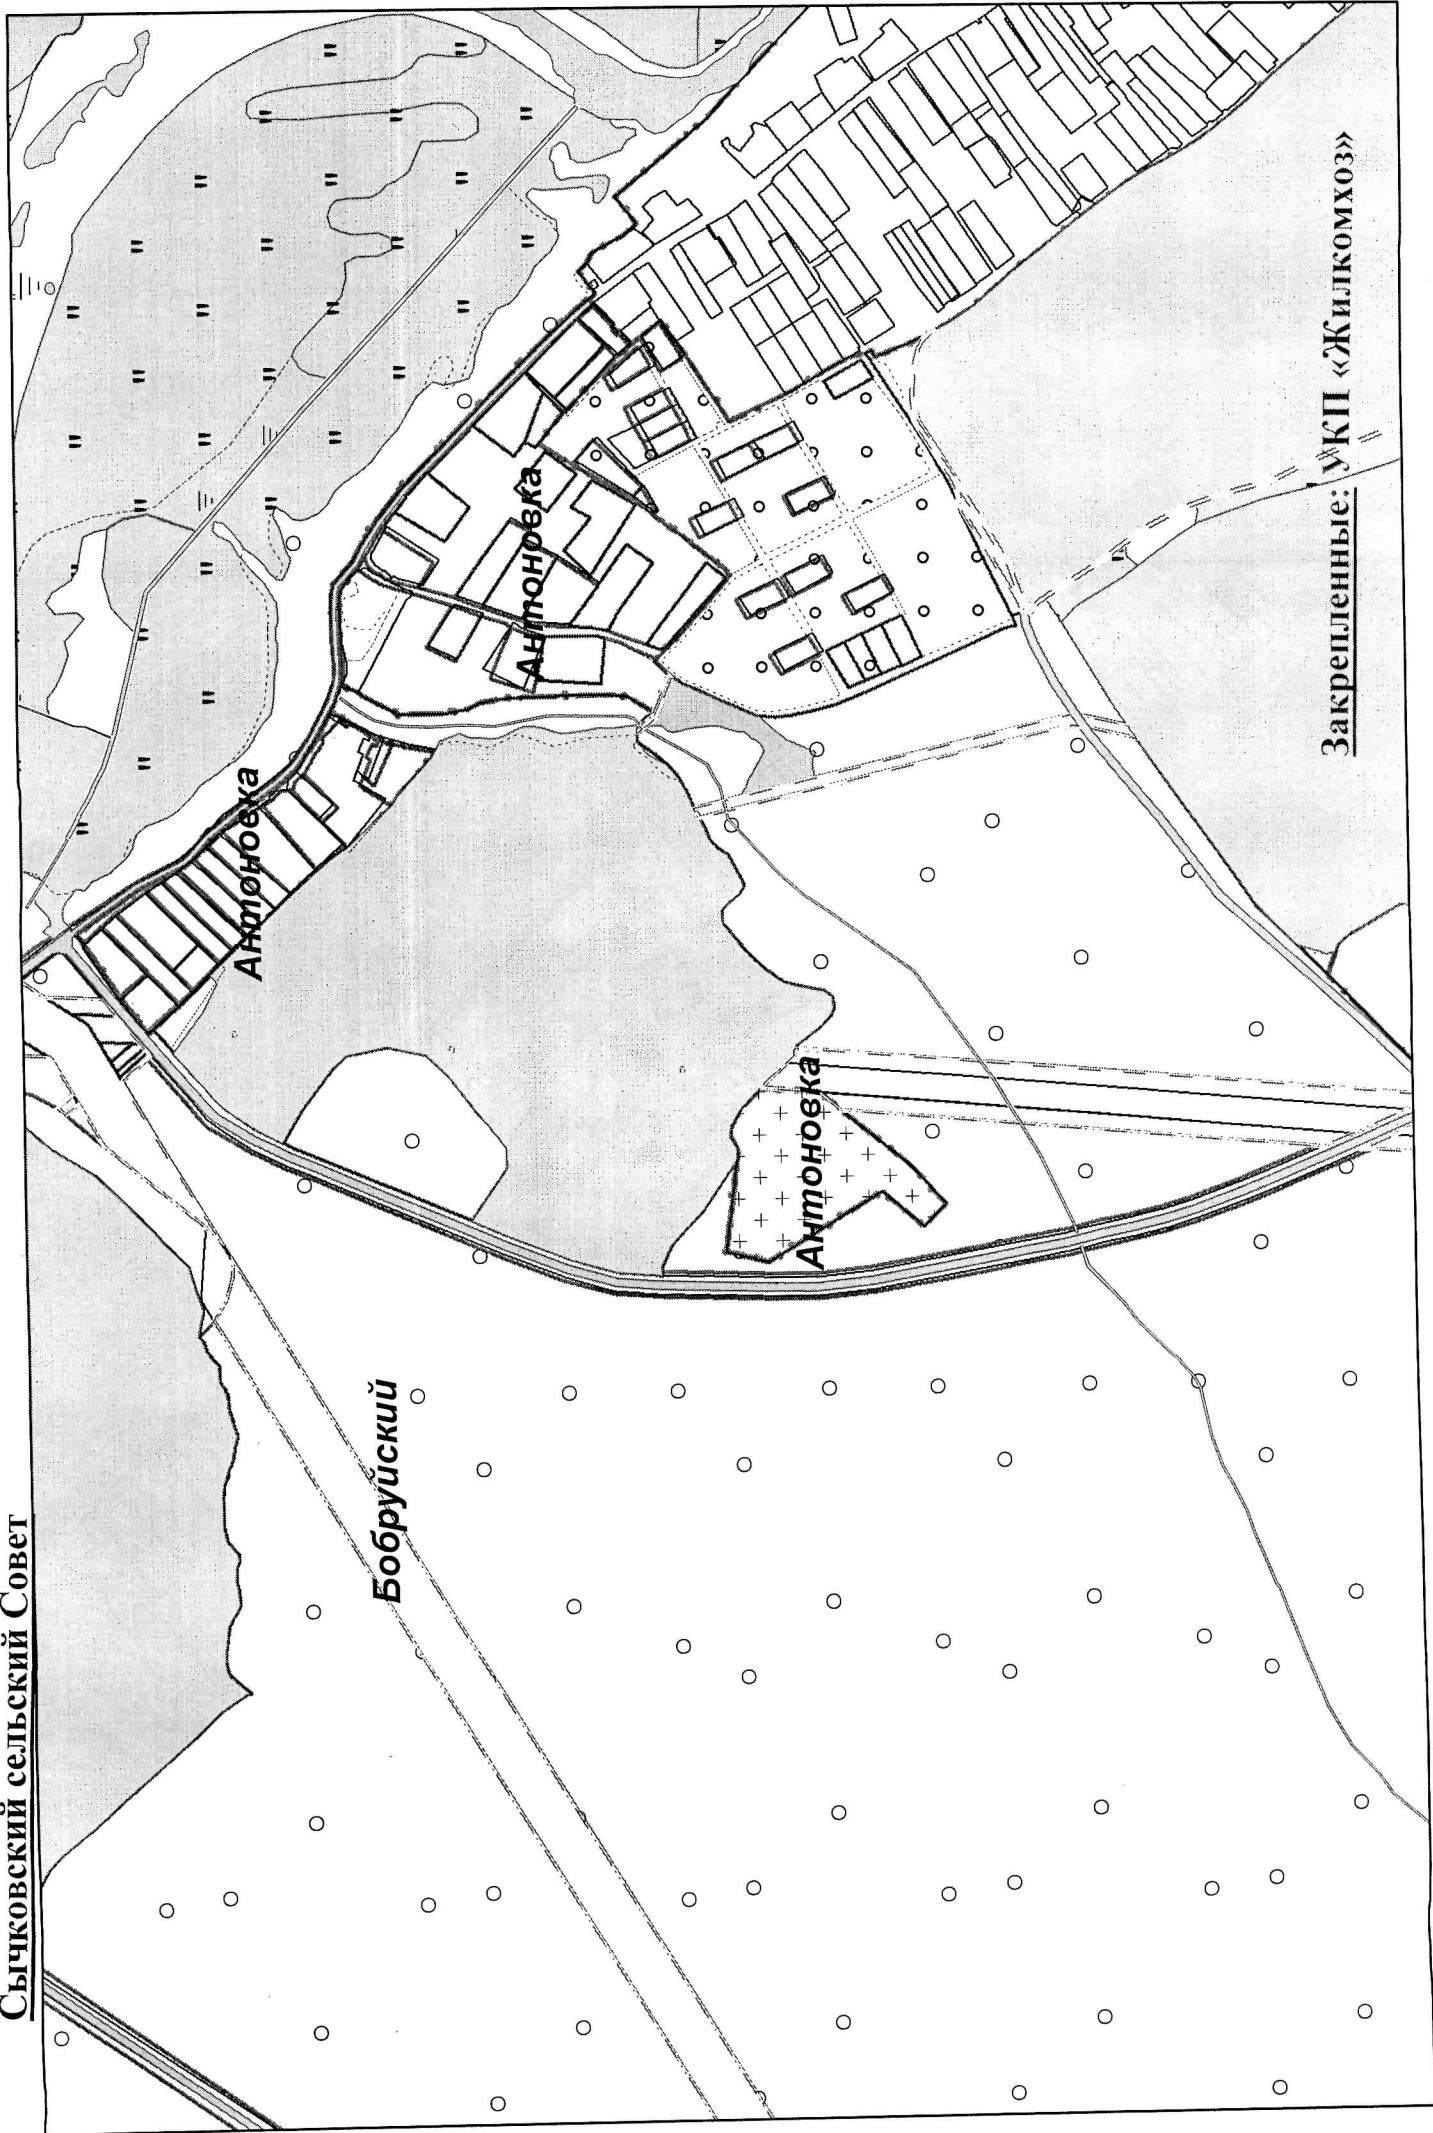 Сычковский сельский Совет
Антоновка
Антоновка
Антоновка
Бобруйский
Закрепленные: УКП «Жилкомхоз»